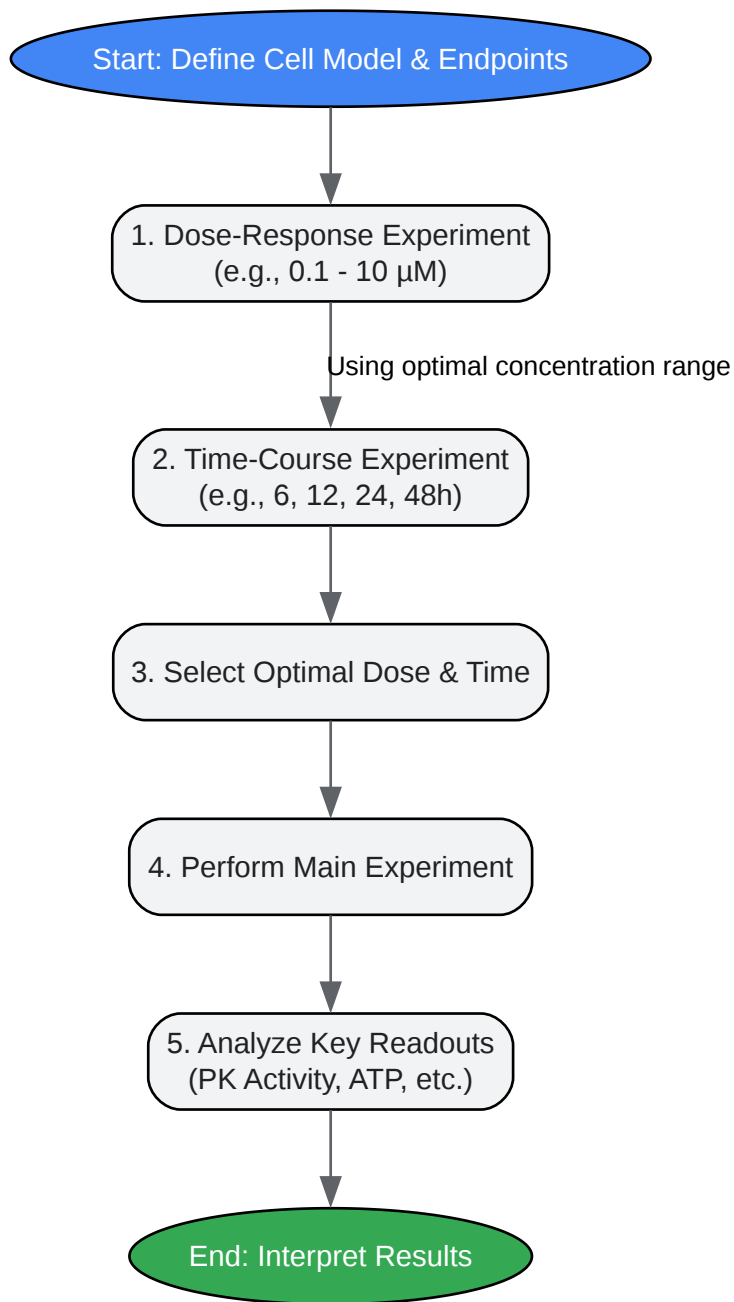 Start: Define Cell Model & Endpoints
1. Dose-Response Experiment
(e.g., 0.1 - 10 µM)
Using optimal concentration range
2. Time-Course Experiment
(e.g., 6, 12, 24, 48h)
3. Select Optimal Dose & Time
4. Perform Main Experiment
5. Analyze Key Readouts
(PK Activity, ATP, etc.)
End: Interpret Results